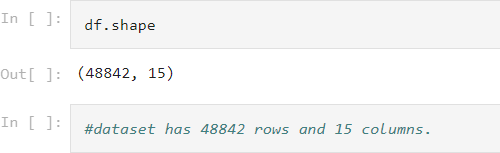 In [ ]: df.shape
Out[ ]: (48842, 15)
In [ ]: #dataset has 48842 rows and 15 columns.